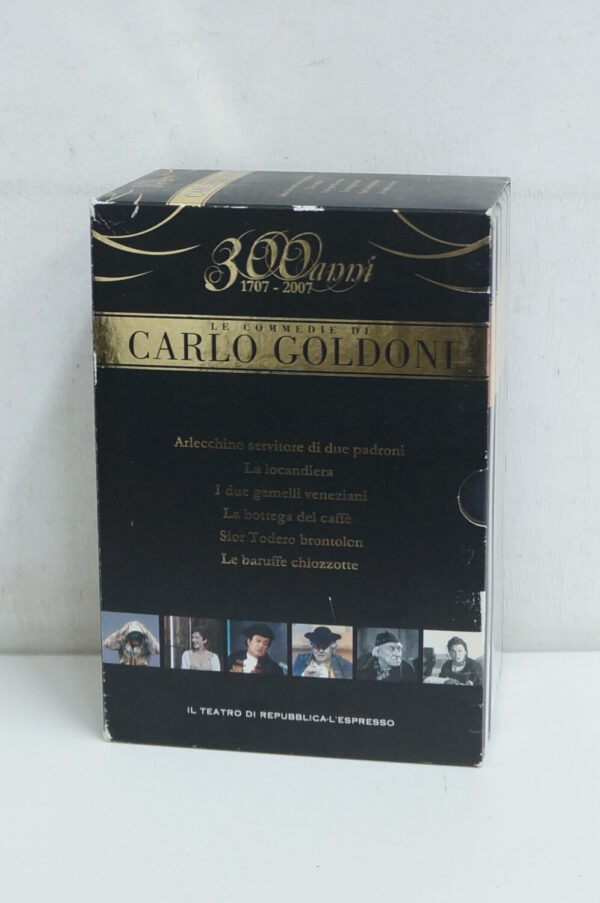 300 anni
1707 - 2007
LE COMMEDIE DI
CARLO GOLDONI
Arlecchino servitore di due padroni
La locandiera
I due gemelli veneziani
La bottega del caffè
Sior Todero brontolon
Le baruffe chiozzotte
IL TEATRO DI REPUBBLICA-L'ESPRESSO